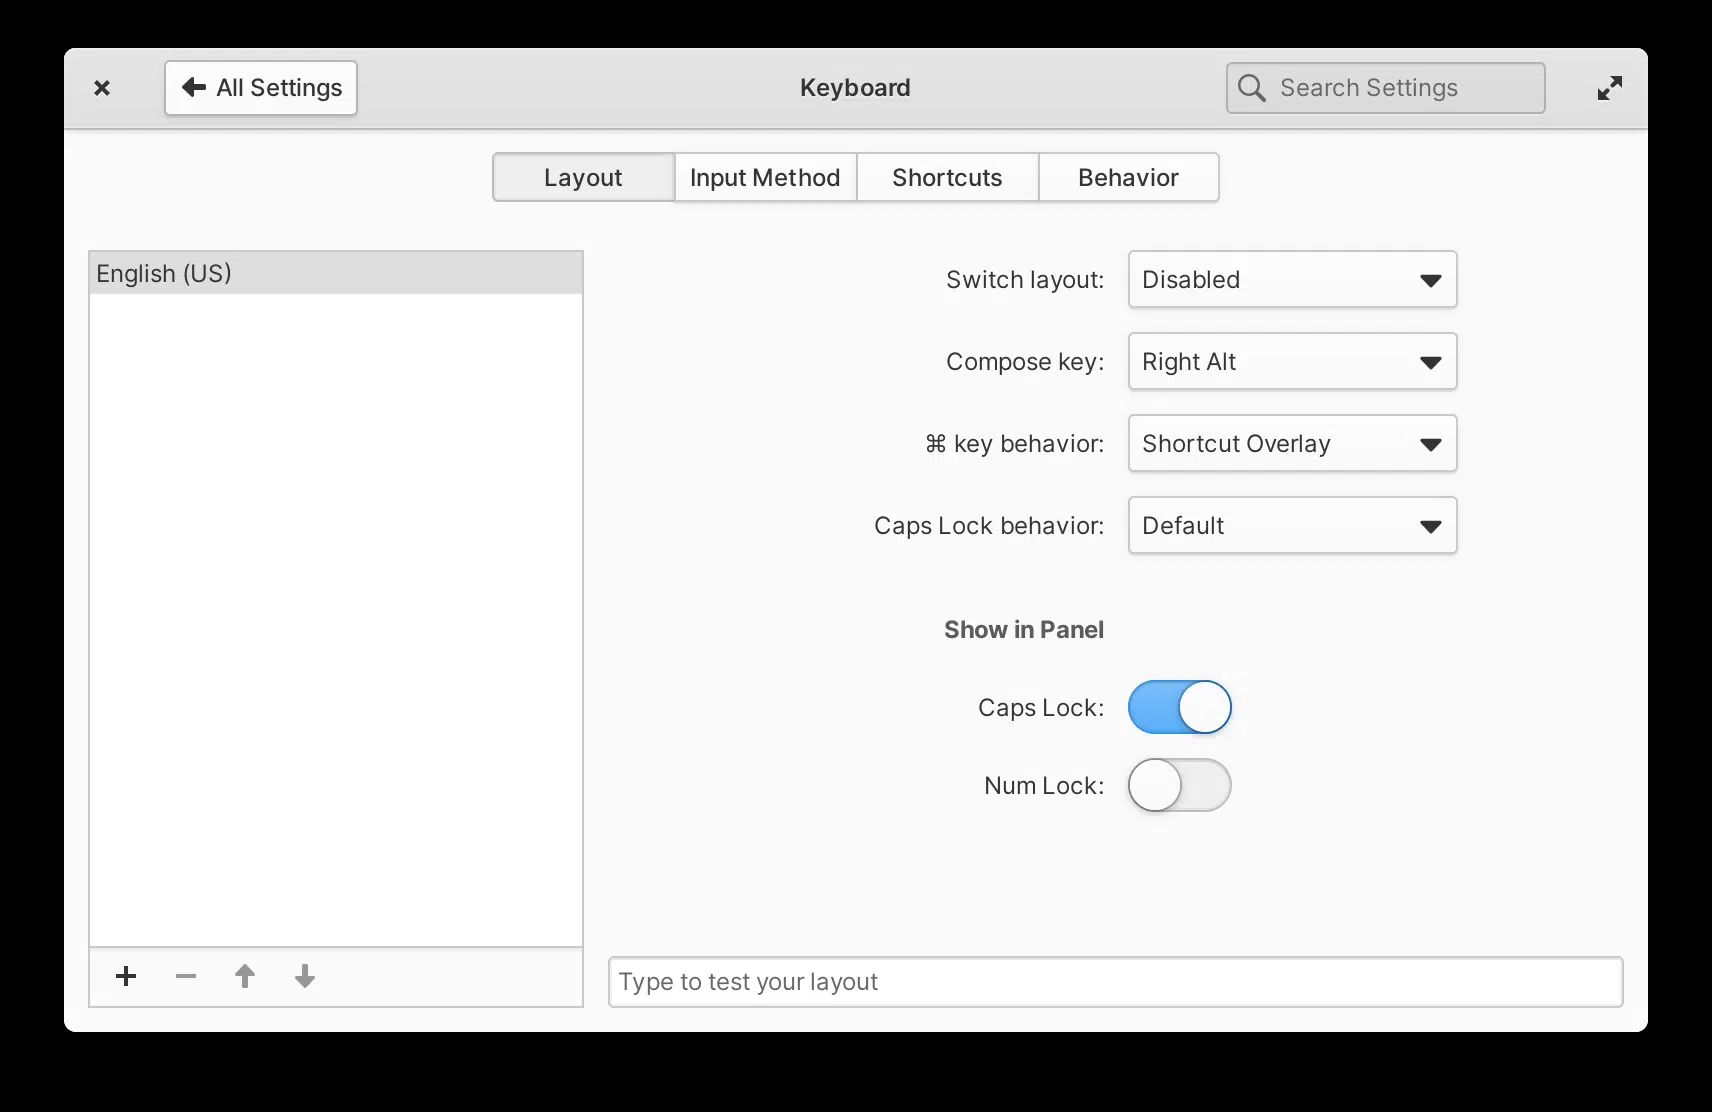 All Settings
Keyboard
Search Settings
Layout
Input Method
Shortcuts
Behavior
English (US)
Switch layout:
Disabled
Compose key:
Right Alt
⌘ key behavior:
Shortcut Overlay
Caps Lock behavior:
Default
Show in Panel
Caps Lock:
Num Lock:
Type to test your layout